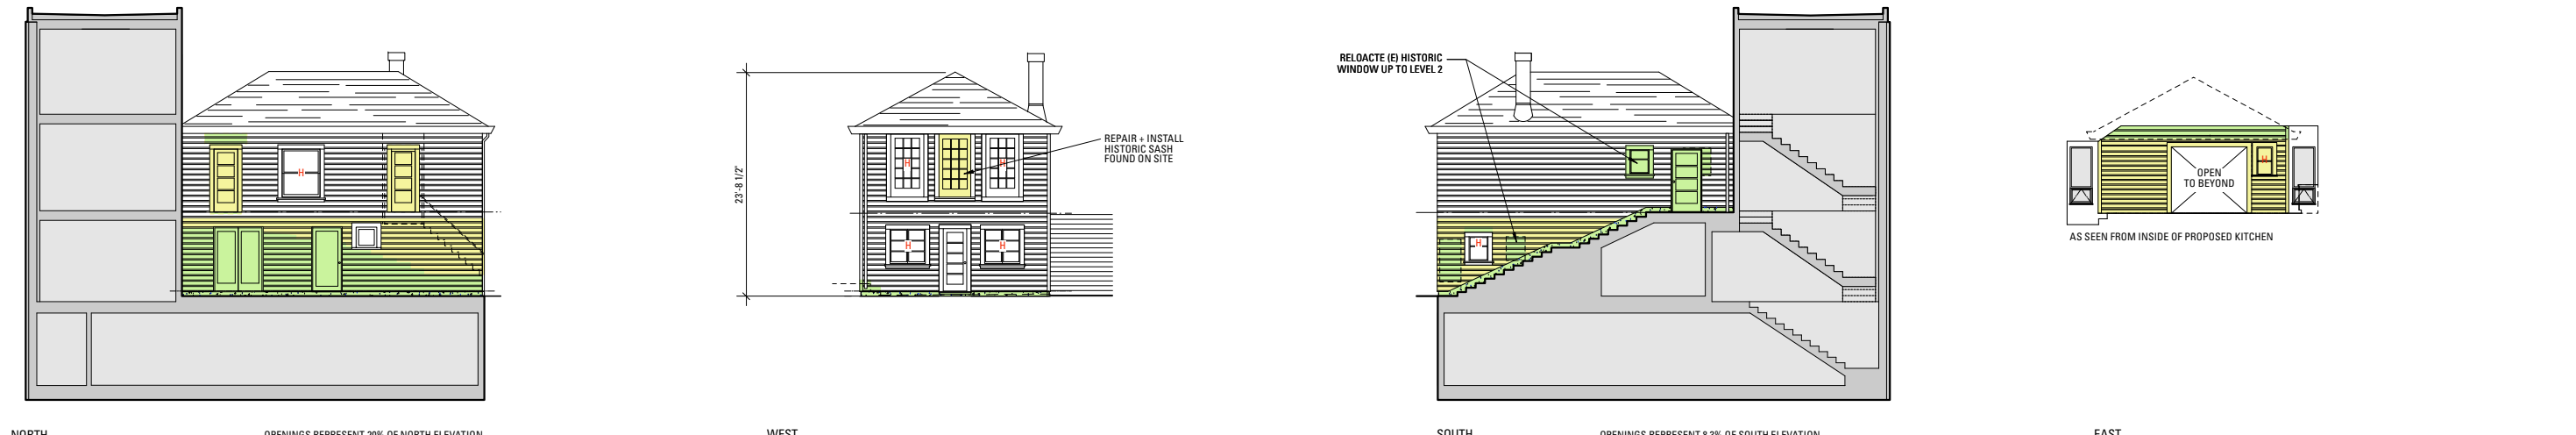 H
23'-8 1/2"
H
H
H
H
REPAIR + INSTALL
HISTORIC SASH
FOUND ON SITE
RELOACTE (E) HISTORIC
WINDOW UP TO LEVEL 2
H
H
OPEN
TO BEYOND
AS SEEN FROM INSIDE OF PROPOSED KITCHEN
NORTH
OPENINGS REPRESENT 20% OF NORTH ELEVATION
WEST
SOUTH
OPENINGS REPRESENT 8.3% OF SOUTH ELEVATION
EAST